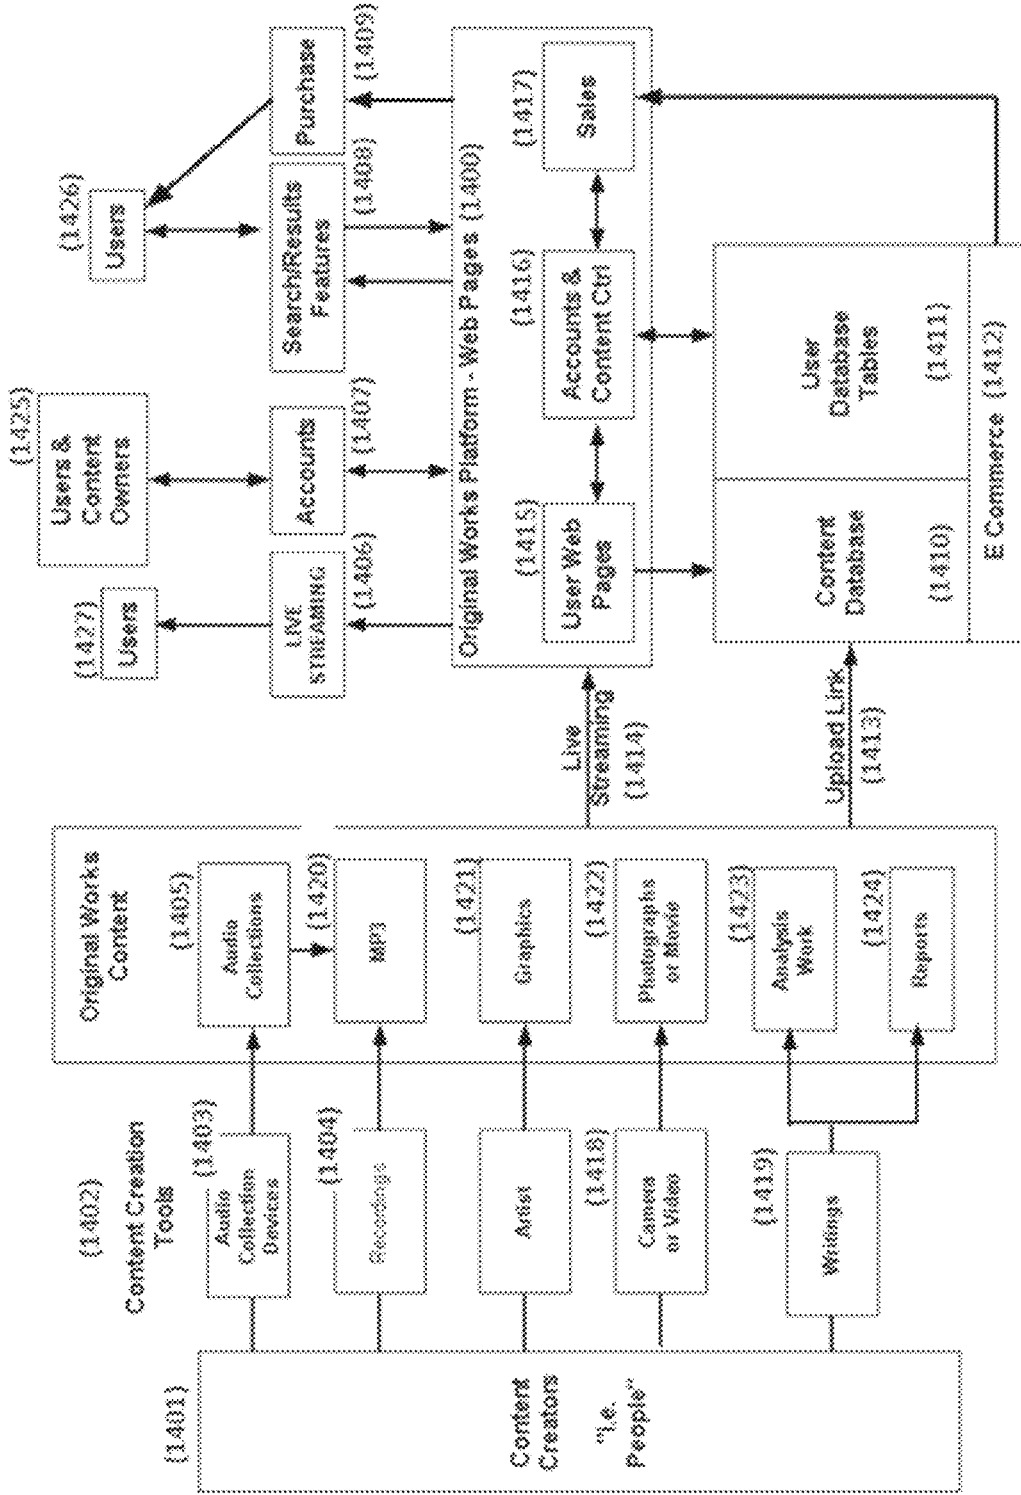 {1401}
Content
Creators
"i.e.
People"
{1402}
Content Creation
Tools
{1403}
Audio
Collection
Devices
{1404}
Recordings
Artist
{1418}
Camera
or Video
{1419}
Writings
Original Works
Content
{1405}
Audio
Collections
{1420}
MP3
{1421}
Graphics
{1422}
Photographs
or Movie
{1423}
Analysis
Work
{1424}
Reports
Live
Streaming
{1414}
Upload Link
{1413}
{1427}
Users
{1425}
Users &
Content
Owners
{1426}
Users
LIVE
STREAMING
{1406}
Accounts
{1407}
Search/Results
Features
{1408}
Purchase
{1409}
Original Works Platform - Web Pages {1400}
{1415}
User Web
Pages
{1416}
Accounts &
Content Ctrl
{1417}
Sales
Content
Database
{1410}
User
Database
Tables
{1411}
E Commerce {1412}